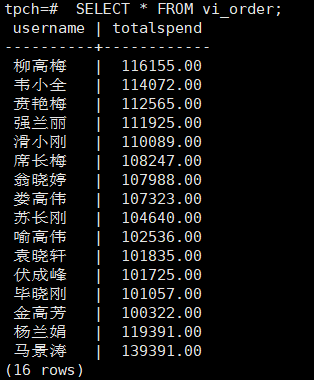 tpch=#  SELECT * FROM vi_order;
 username | totalspend
----------+------------
 柳高梅   |  116155.00
 韦小全   |  114072.00
 贲艳梅   |  112565.00
 强兰丽   |  111925.00
 滑小刚   |  110089.00
 席长梅   |  108247.00
 翁晓婷   |  107988.00
 娄高伟   |  107323.00
 苏长刚   |  104640.00
 喻高伟   |  102536.00
 袁晓轩   |  101835.00
 伏成峰   |  101725.00
 毕晓刚   |  101057.00
 金高芳   |  100322.00
 杨兰娟   |  119391.00
 马景涛   |  139391.00
(16 rows)